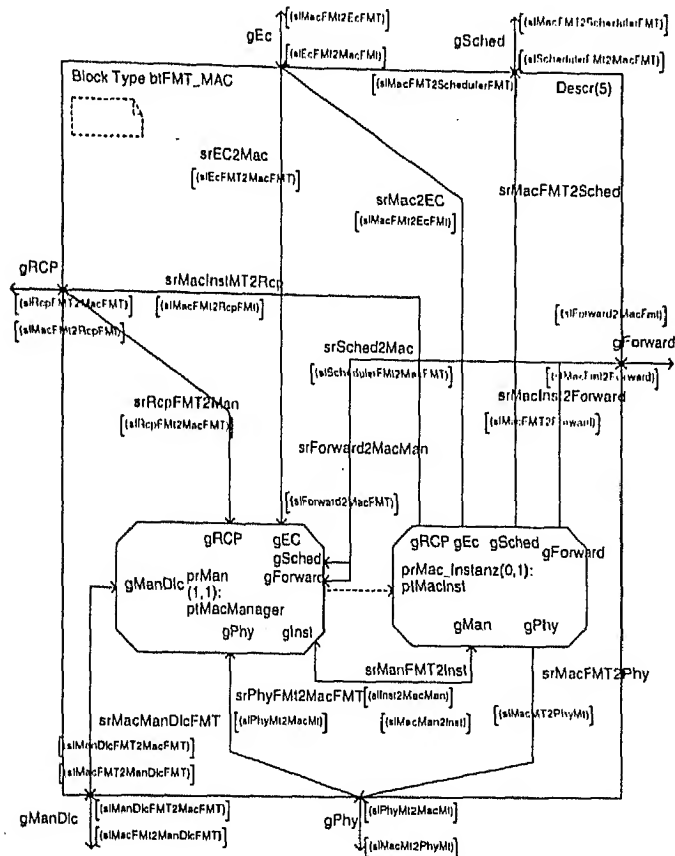 [(slMacFMt2EcFMT)]
gEc
[(slEcFMt2MacFMt)]
[(slMacFMT2SchedulerFMT)]
gSched
[(slSchedulerFMt2MacFMT)]
Block Type btFMT_MAC
[(slMacFMT2SchedulerFMT)]
Descr(5)
srEC2Mac
[(slEcFMT2MacFMT)]
srMac2EC
[(slMacFMt2EcFMt)]
srMacFMT2Sched
gRCP
srMacInstMT2Rcp
[(slRcpFMT2MacFMT)]
[(slMacFMt2RcpFMt)]
[(slMacFMt2RcpFMt)]
[(slForward2MacFmt)]
gForward
srSched2Mac
[(slSchedulerFMt2MacFMT)]
[(slMacFmt2Forward)]
srMacInst2Forward
[(slMacFMT2Forward)]
srRcpFMT2Man
[(slRcpFMt2MacFMT)]
srForward2MacMan
[(slForward2MacFMT)]
gRCP
gEC
gSched
gForward
gManDlc
prMan
(1,1):
ptMacManager
gPhy
gInst
gRCP
gEc
gSched
gForward
prMac_Instanz(0,1):
ptMacInst
gMan
gPhy
srManFMT2Inst
srMacFMT2Phy
srPhyFMt2MacFMT
[(slInst2MacMan)]
[(slPhyMt2MacMt)]
[(slMacMan2Inst)]
[(slMacMT2PhyMt)]
srMacManDlcFMT
[(slManDlcFMT2MacFMT)]
[(slMacFMT2ManDlcFMT)]
gManDlc
[(slManDlcFMT2MacFMT)]
[(slMacFMt2ManDlcFMT)]
gPhy
[(slPhyMt2MacMt)]
[(slMacMt2PhyMt)]